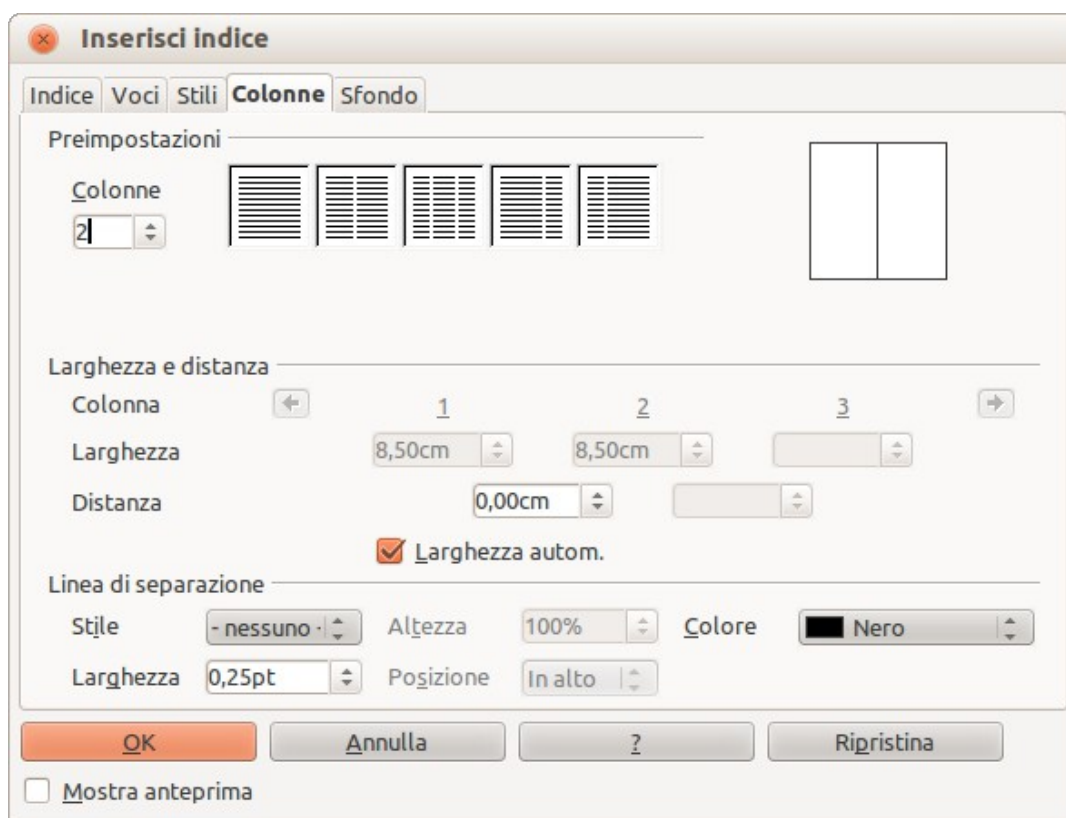 Inserisci indice
Indice Voci Stili Colonne Sfondo
Preimpostazioni
Colonne
2
Larghezza e distanza
Colonna 1 2 3
Larghezza 8,50cm 8,50cm
Distanza 0,00cm
Larghezza autom.
Linea di separazione
Stile - nessuno - Altezza 100% Colore Nero
Larghezza 0,25pt Posizione In alto
OK Annulla ? Ripristina
Mostra anteprima